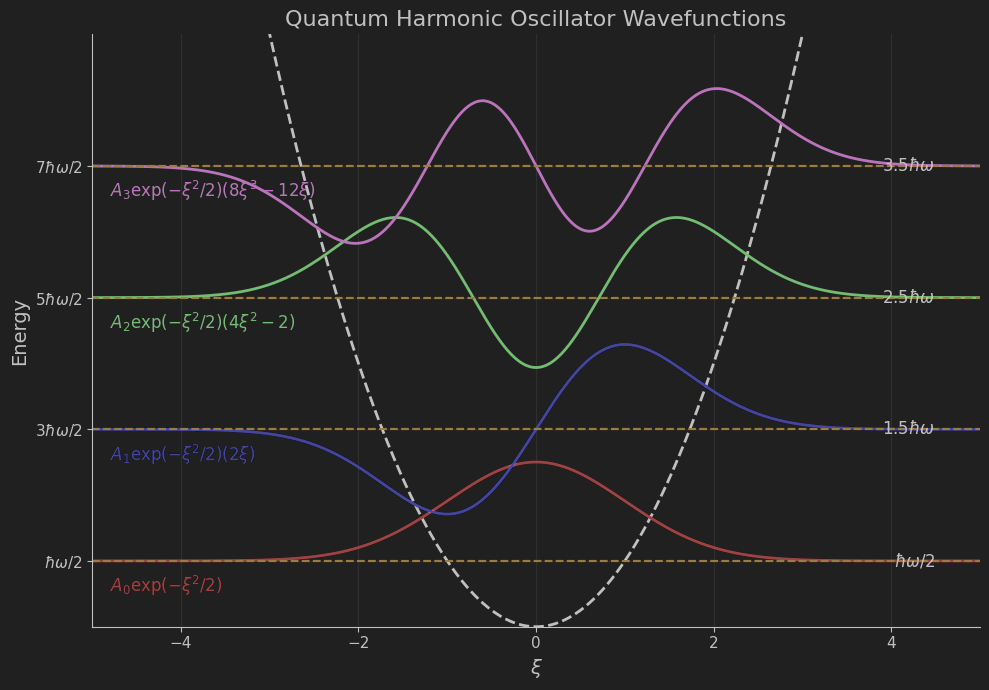 Quantum Harmonic Oscillator Wavefunctions
Energy
7ℏω/2
3.5ℏω
A₃exp(−ξ²/2)(8ξ³ − 12ξ)
5ℏω/2
2.5ℏω
A₂exp(−ξ²/2)(4ξ² − 2)
3ℏω/2
1.5ℏω
A₁exp(−ξ²/2)(2ξ)
ℏω/2
ℏω/2
A₀exp(−ξ²/2)
−4
−2
0
2
4
ξ